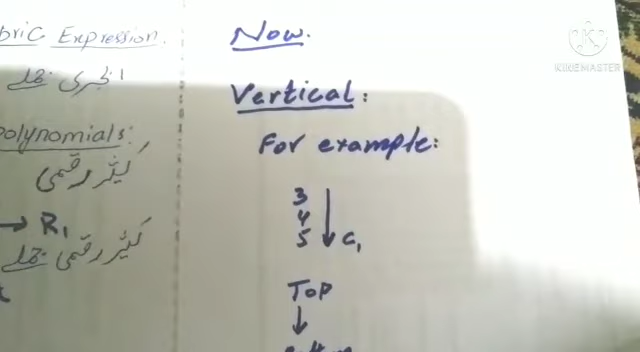 Expression.
انجری جملے
polynomials:
کثیر رقمی
→ R₁
کثیر رقمی جملے
Now.
Vertical:
For example:
3
4
5 ↓ C₁
Top
↓
KINEMASTER